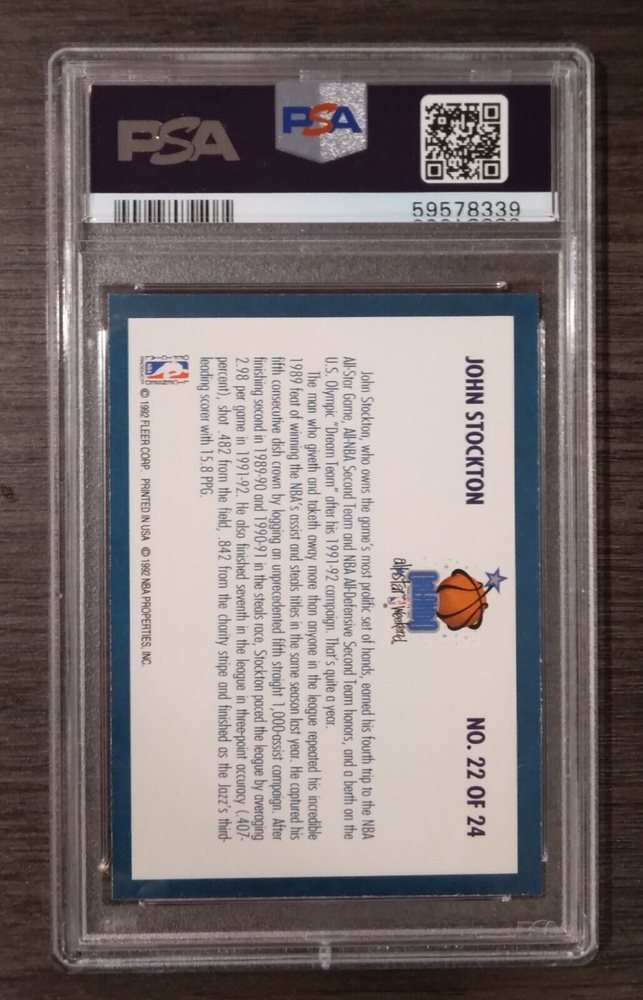 PSA
PSA
59578339
JOHN STOCKTON
NO. 22 OF 24
Orlando
all-star weekend
John Stockton, who owns the game's most prolific set of hands, earned his fourth trip to the NBA
All-Star Game, All-NBA Second Team and NBA All-Defensive Second Team honors, and a berth on the
U.S. Olympic "Dream Team" after his 1991-92 campaign. That's quite a year.
The man who giveth and taketh away more than anyone in the league repeated his incredible
1989 feat of winning the NBA's assist and steals titles in the same season last year. He captured his
fifth consecutive dish crown by logging an unprecedented fifth straight 1,000-assist campaign. After
finishing second in 1989-90 and 1990-91 in the steals race, Stockton paced the league by averaging
2.98 per game in 1991-92. He also finished seventh in the league in three-point accuracy (.407-
percent), shot .482 from the field, .842 from the charity stripe and finished as the Jazz's third-
leading scorer with 15.8 PPG.
© 1992 FLEER CORP. PRINTED IN USA © 1992 NBA PROPERTIES, INC.
PSA